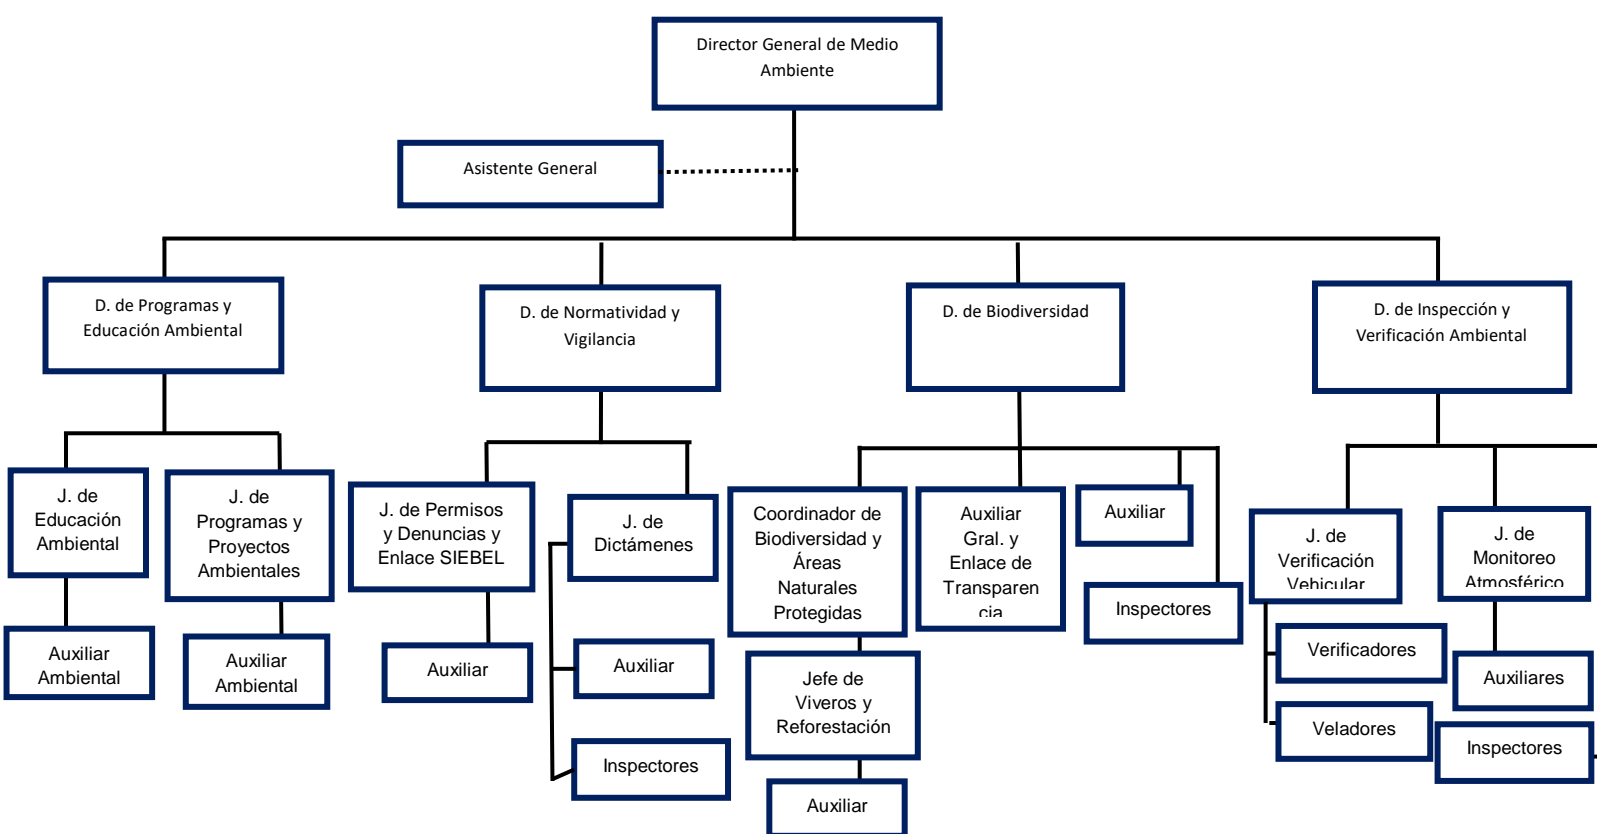 Director General de Medio
Ambiente
Asistente General
D. de Programas y
Educación Ambiental
D. de Normatividad y
Vigilancia
D. de Biodiversidad
D. de Inspección y
Verificación Ambiental
J. de
Educación
Ambiental
J. de
Programas y
Proyectos
Ambientales
J. de Permisos
y Denuncias y
Enlace SIEBEL
J. de
Dictámenes
Coordinador de
Biodiversidad y
Áreas
Naturales
Protegidas
Auxiliar
Gral. y
Enlace de
Transparen
cia
Auxiliar
Inspectores
J. de
Verificación
Vehicular
J. de
Monitoreo
Atmosférico
Auxiliar
Ambiental
Auxiliar
Ambiental
Auxiliar
Auxiliar
Inspectores
Jefe de
Viveros y
Reforestación
Auxiliar
Verificadores
Veladores
Auxiliares
Inspectores